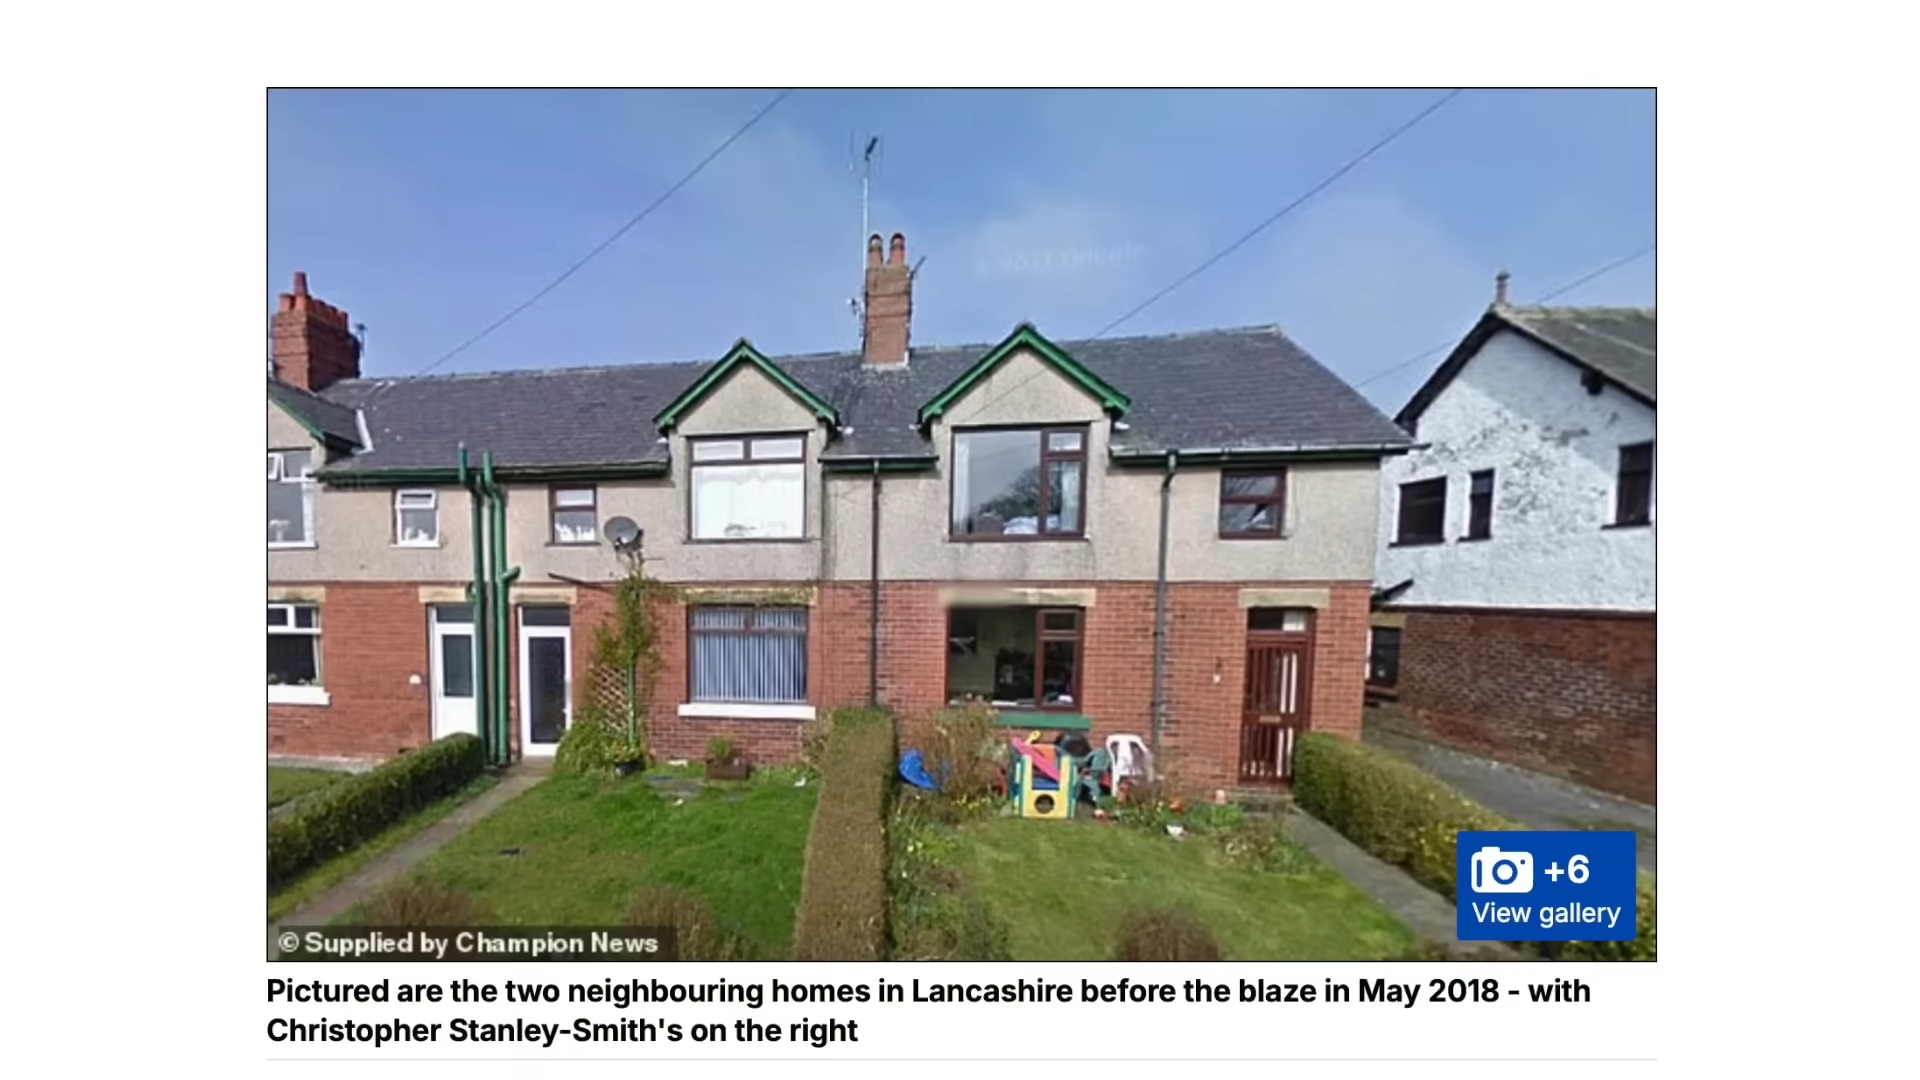 +6
View gallery
© Supplied by Champion News
Pictured are the two neighbouring homes in Lancashire before the blaze in May 2018 - with
Christopher Stanley-Smith's on the right